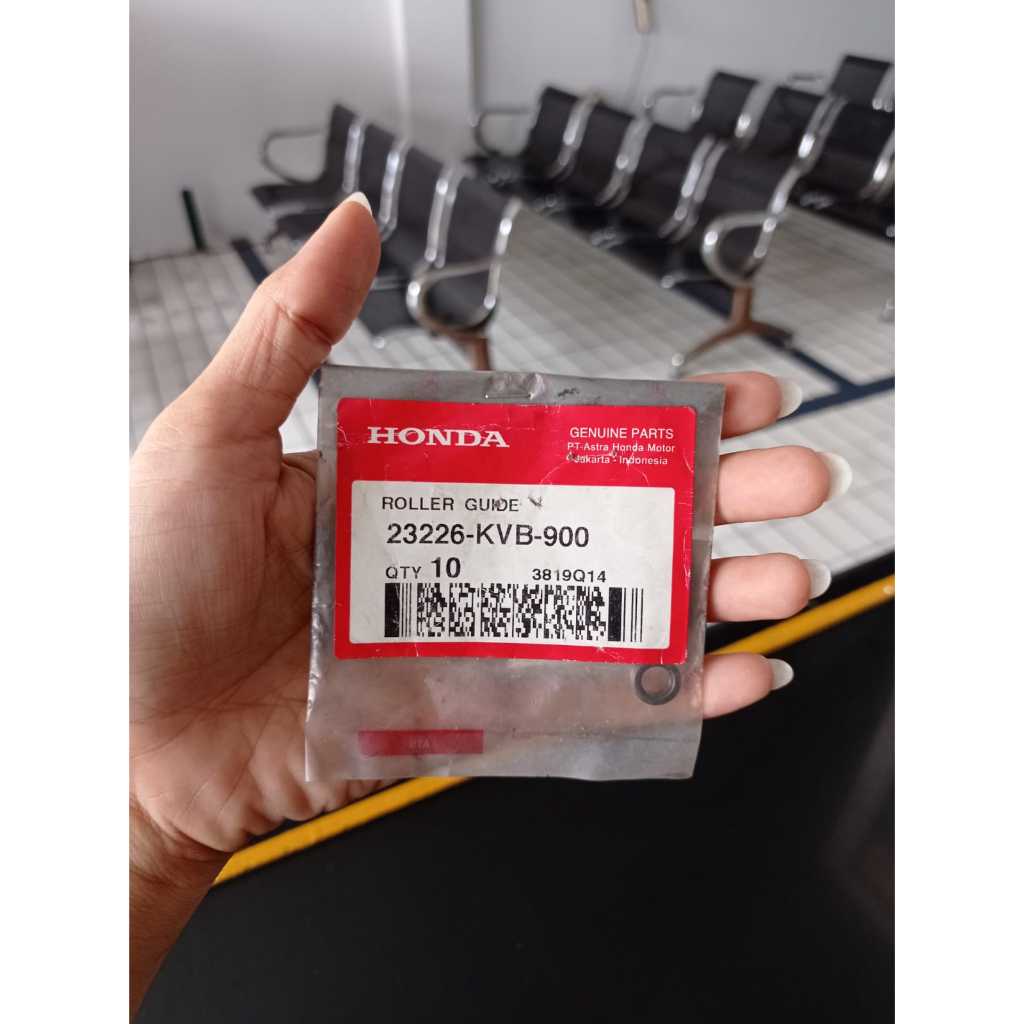 HONDA
GENUINE PARTS
PT-Astra Honda Motor
Jakarta - Indonesia
ROLLER GUIDE
23226-KVB-900
QTY 10
3819Q14